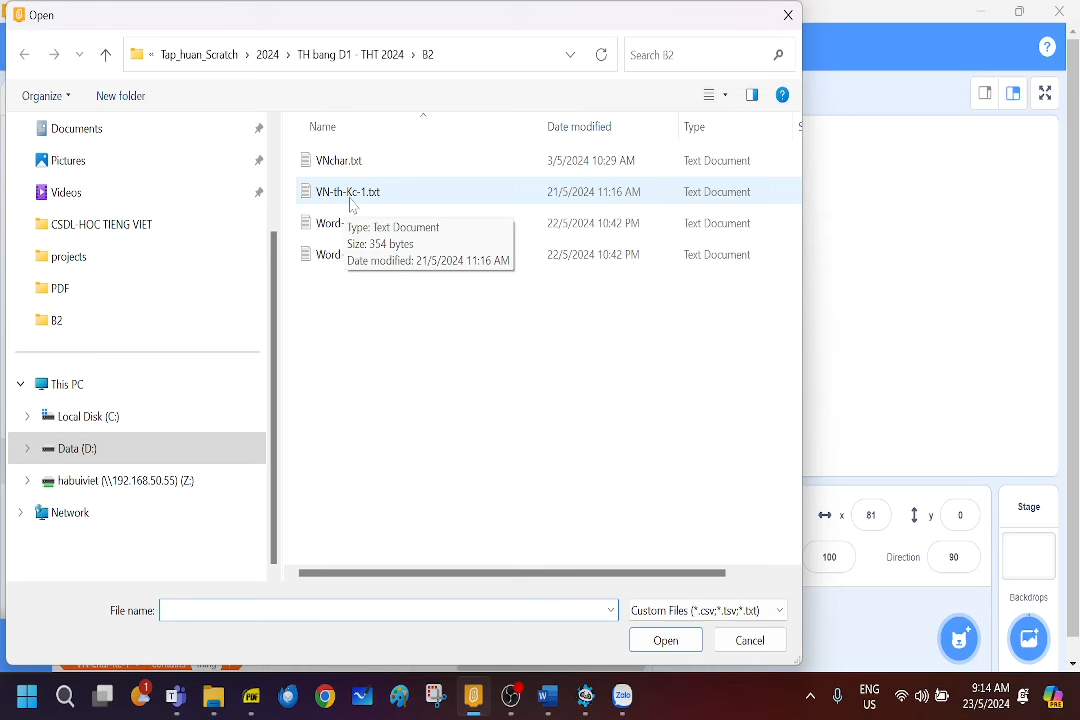 Open
« Tap_huan_Scratch › 2024 › TH bang D1 - THT 2024 › B2
Search B2
Organize
New folder
Documents
Pictures
Videos
CSDL-HOC TIENG VIET
projects
PDF
B2
This PC
Local Disk (C:)
Data (D:)
habuiviet (\\192.168.50.55) (Z:)
Network
Name Date modified Type S
VNchar.txt 3/5/2024 10:29 AM Text Document
VN-th-Kc-1.txt 21/5/2024 11:16 AM Text Document
Word- 22/5/2024 10:42 PM Text Document
Word- 22/5/2024 10:42 PM Text Document
Type: Text Document
Size: 354 bytes
Date modified: 21/5/2024 11:16 AM
File name:
Custom Files (*.csv;*.tsv;*.txt)
Open Cancel
x 81 y 0
100 Direction 90
Stage
Backdrops
contains thing
1
PDF
Zalo
ENG
US
9:14 AM
23/5/2024
PRE